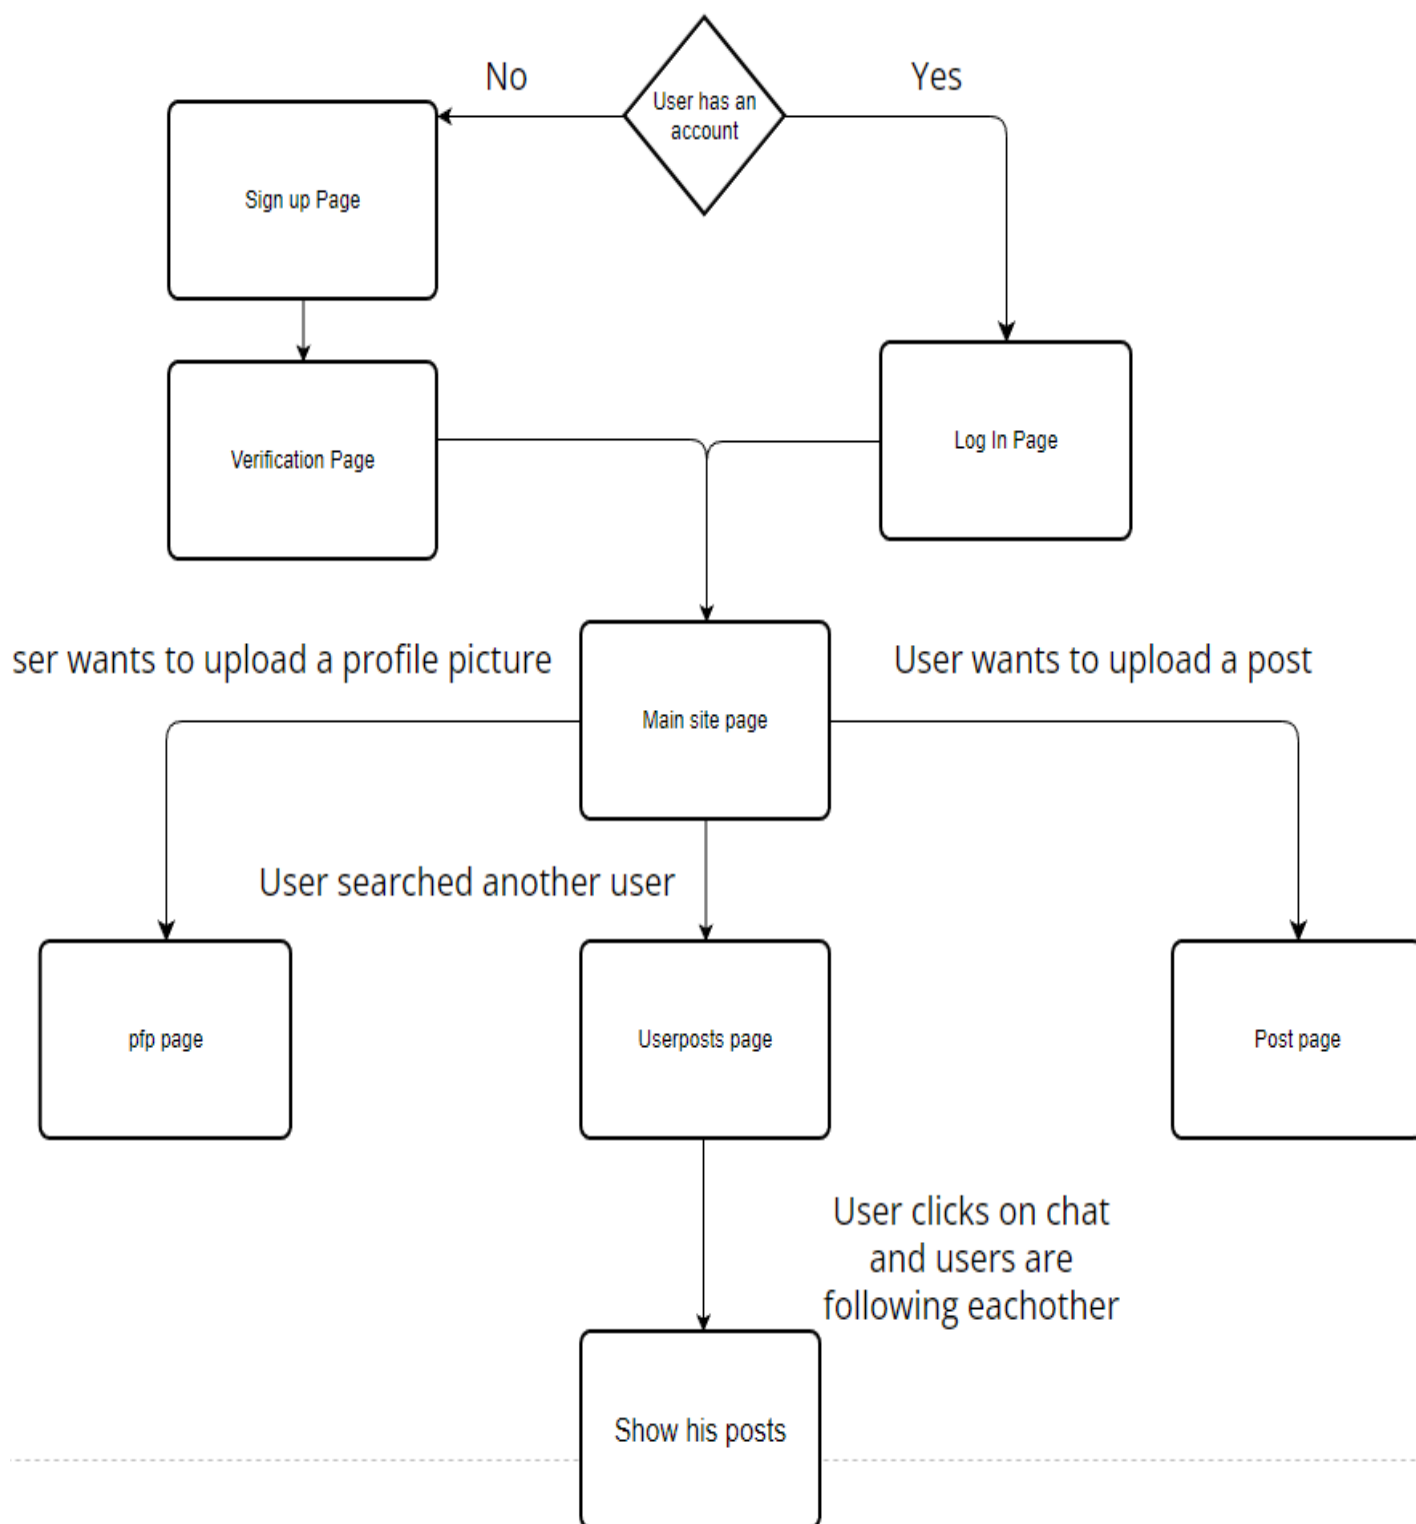 No
Yes
User has an
account
Sign up Page
Verification Page
Log In Page
ser wants to upload a profile picture
User wants to upload a post
Main site page
User searched another user
pfp page
Userposts page
Post page
User clicks on chat
and users are
following eachother
Show his posts